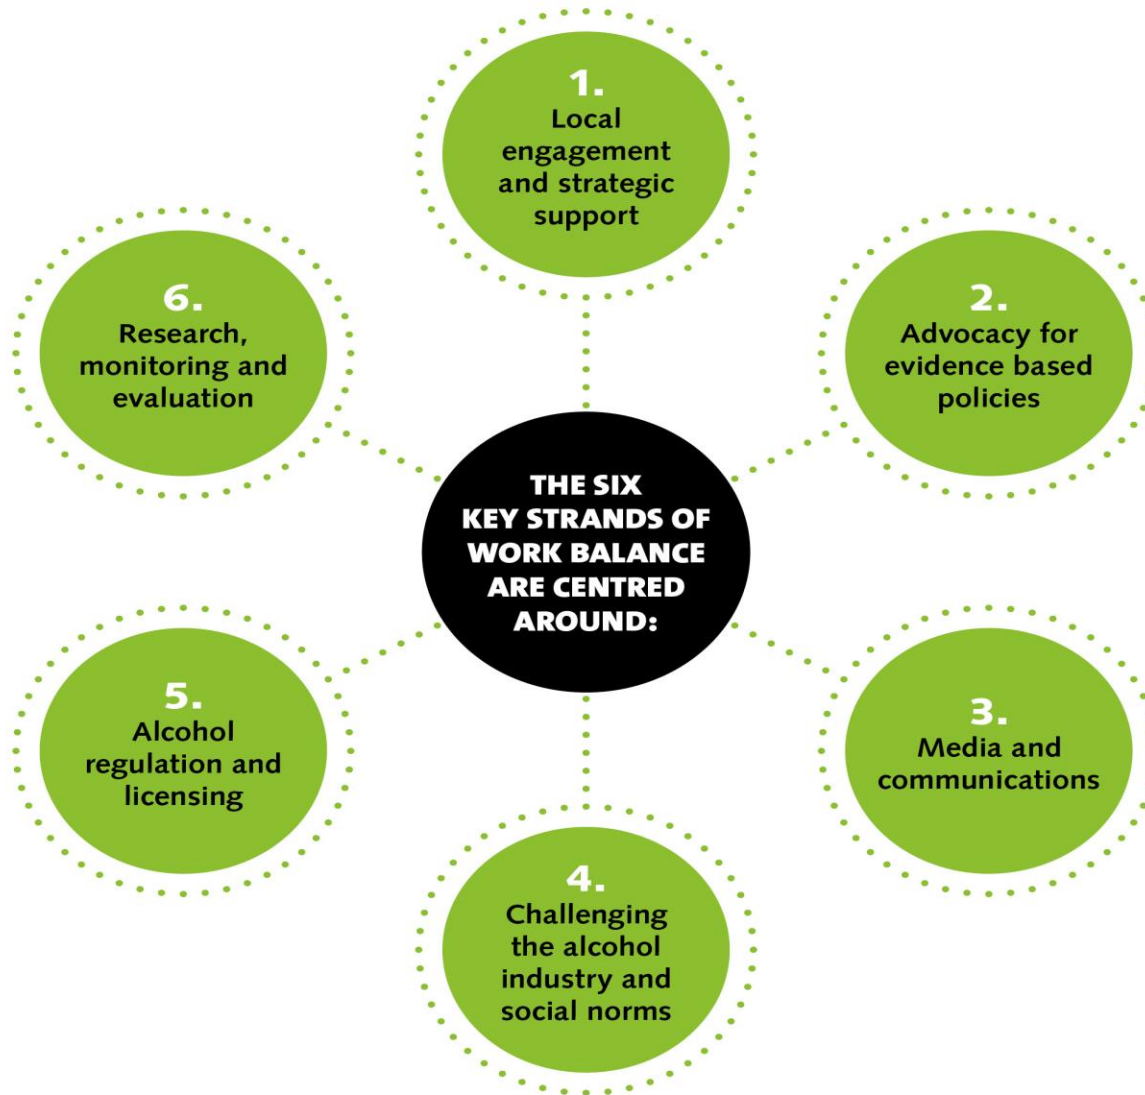 1.
Local
engagement
and strategic
support
6.
Research,
monitoring and
evaluation
2.
Advocacy for
evidence based
policies
THE SIX
KEY STRANDS OF
WORK BALANCE
ARE CENTRED
AROUND:
5.
Alcohol
regulation and
licensing
3.
Media and
communications
4.
Challenging
the alcohol
industry and
social norms